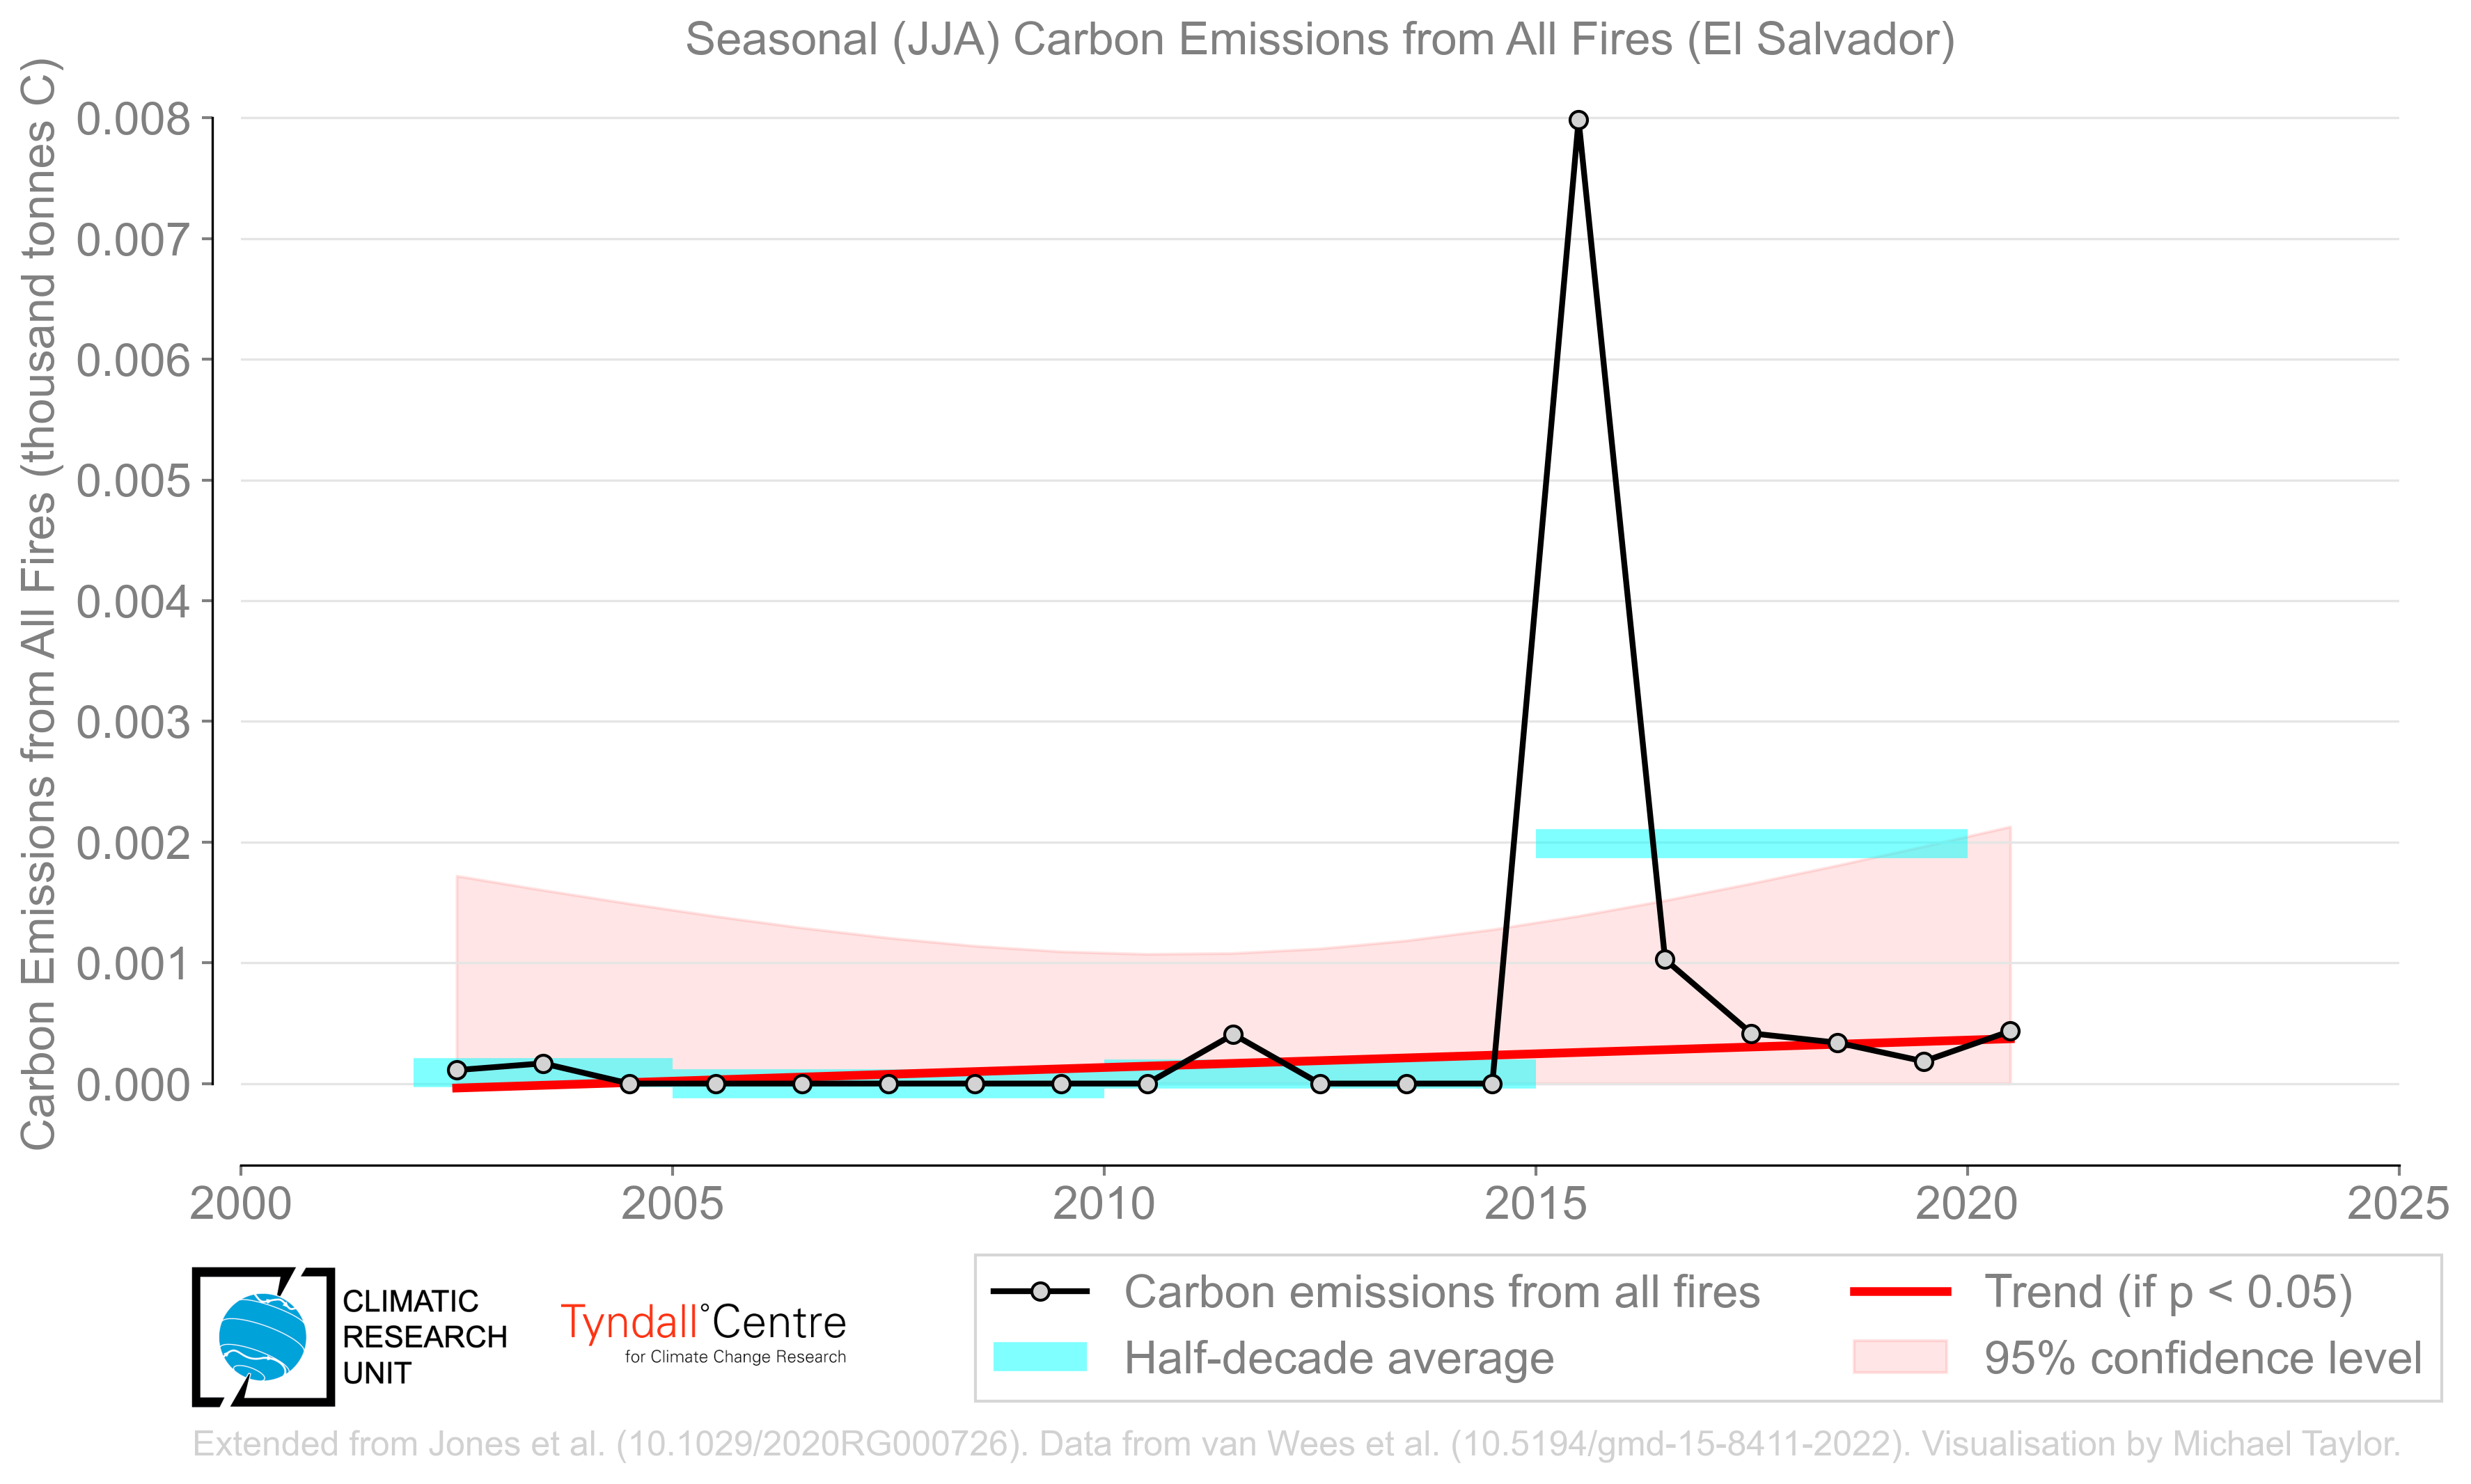 Seasonal (JJA) Carbon Emissions from All Fires (El Salvador)
Carbon Emissions from All Fires (thousand tonnes C)
0.008
0.007
0.006
0.005
0.004
0.003
0.002
0.001
0.000
2000 2005 2010 2015 2020 2025
CLIMATIC
RESEARCH
UNIT
Tyndall°Centre
for Climate Change Research
Carbon emissions from all fires
Half-decade average
Trend (if p < 0.05)
95% confidence level
Extended from Jones et al. (10.1029/2020RG000726). Data from van Wees et al. (10.5194/gmd-15-8411-2022). Visualisation by Michael Taylor.